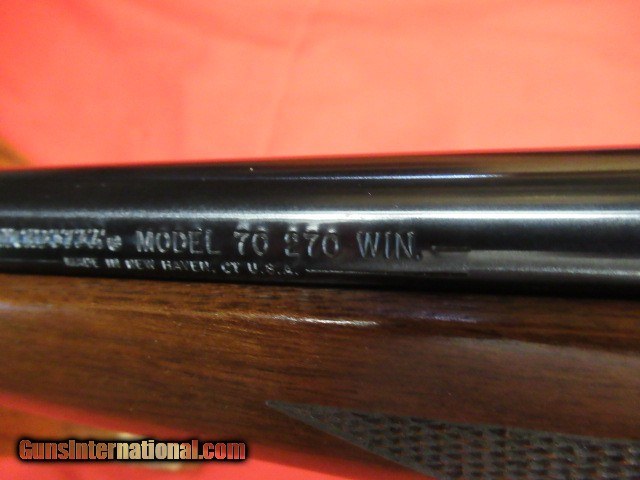 MODEL 70 270 WIN.
MADE IN NEW HAVEN, CT U.S.A.
GunsInternational.com